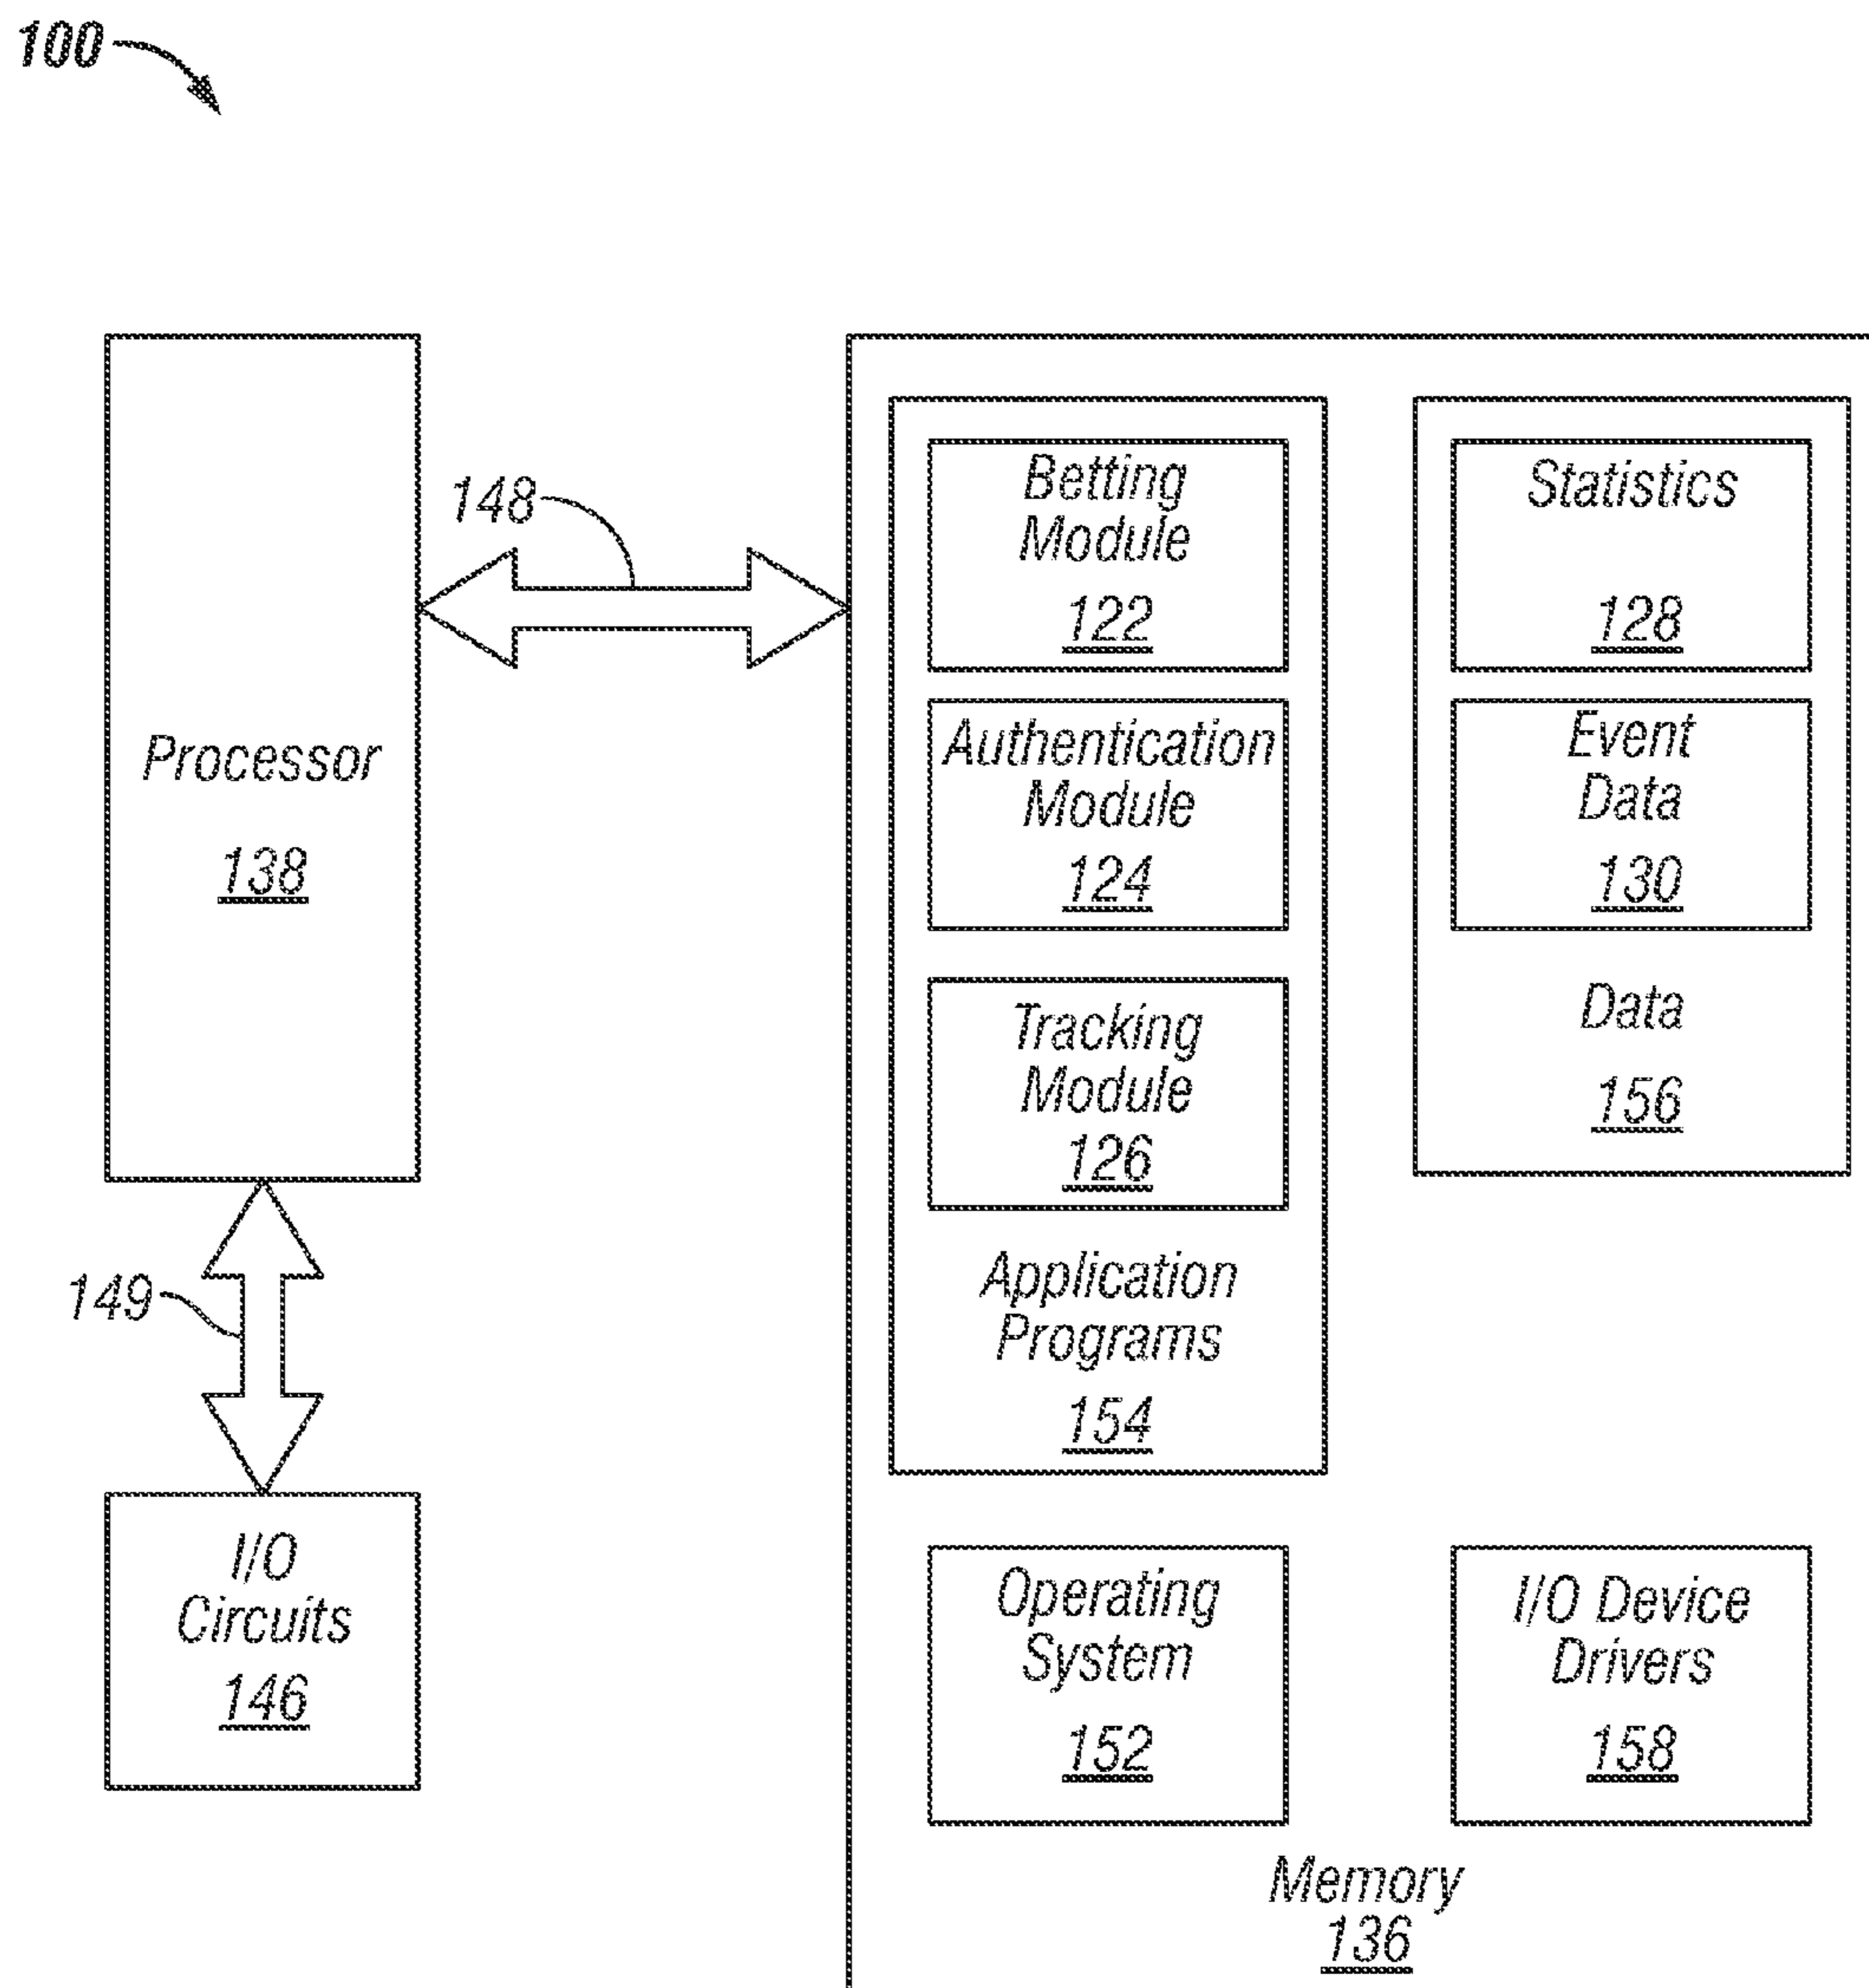 100
148
Processor
138
149
I/O
Circuits
146
Betting
Module
122
Authentication
Module
124
Tracking
Module
126
Application
Programs
154
Statistics
128
Event
Data
130
Data
156
Operating
System
152
I/O Device
Drivers
158
Memory
136